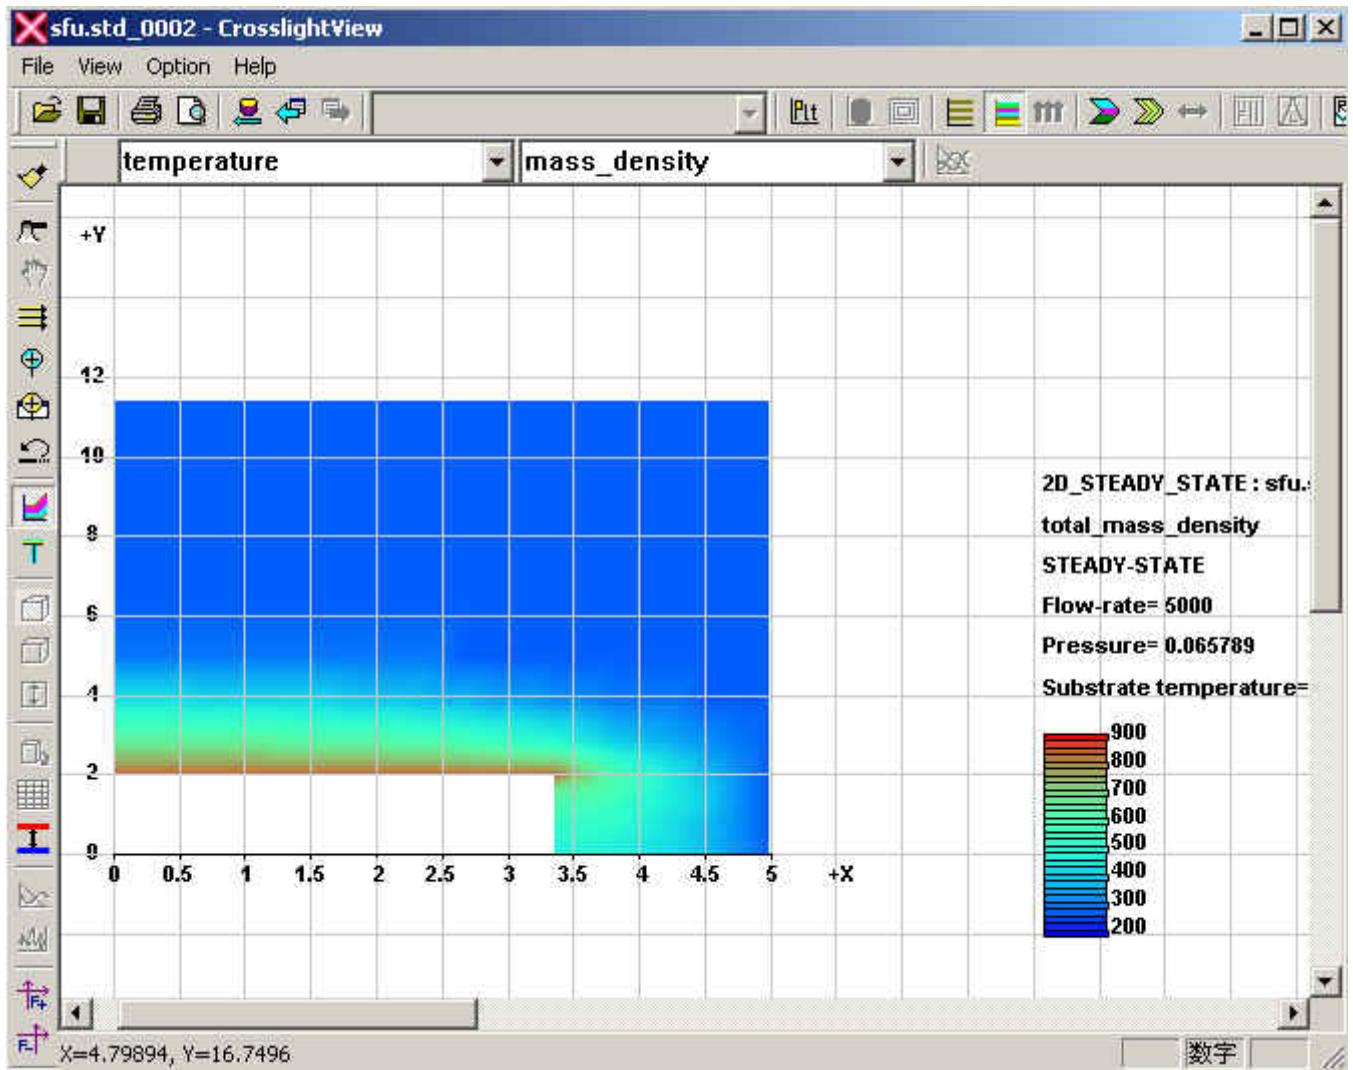 sfu.std_0002 - CrosslightView
File View Option Help
Plt
temperature mass_density
+Y
12
10
8
6
4
2
0
0 0.5 1 1.5 2 2.5 3 3.5 4 4.5 5 +X
2D_STEADY_STATE : sfu.
total_mass_density
STEADY-STATE
Flow-rate= 5000
Pressure= 0.065789
Substrate temperature=
900
800
700
600
500
400
300
200
T
F+
F-
X=4.79894, Y=16.7496 数字